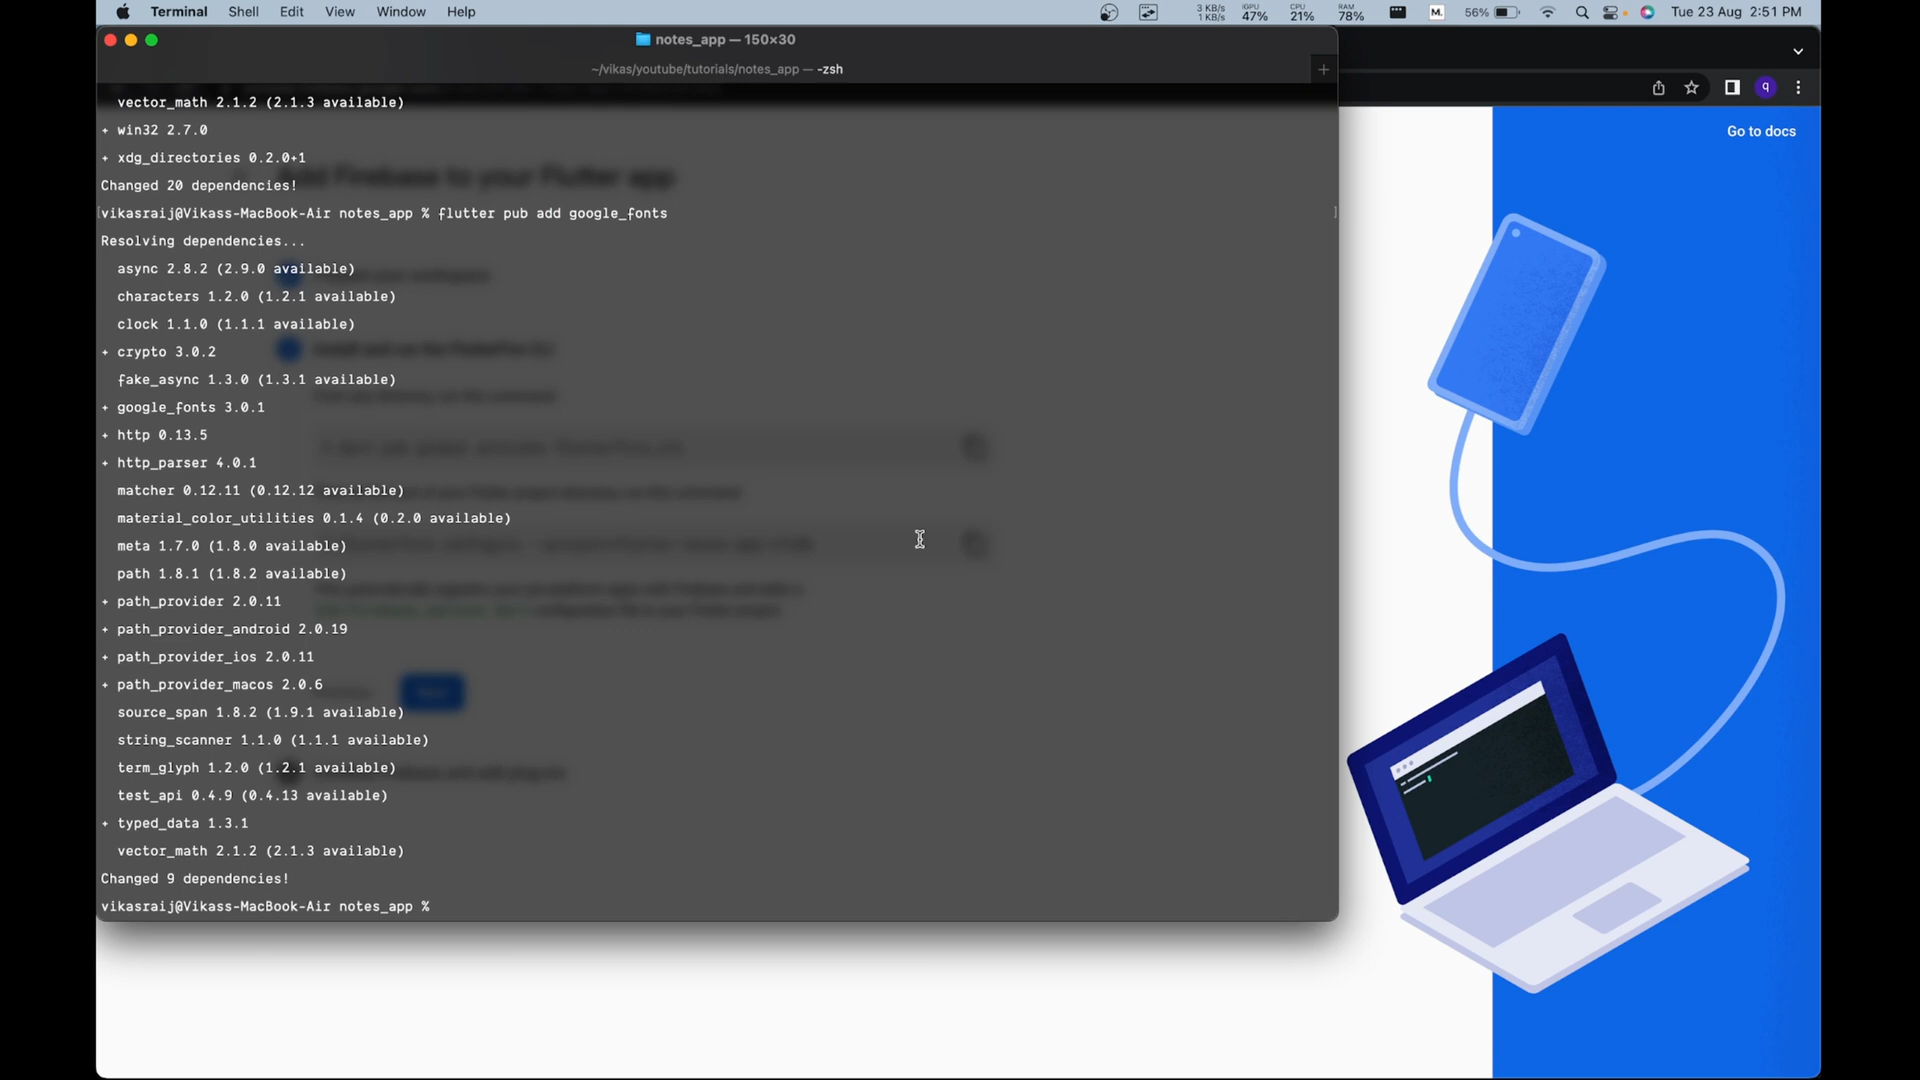 Terminal Shell Edit View Window Help
3 KB/s
1 KB/s
GPU
47%
CPU
21%
RAM
78%
M.
56%
Tue 23 Aug 2:51 PM
notes_app — 150×30
~/vikas/youtube/tutorials/notes_app — -zsh
+
q
Go to docs
vector_math 2.1.2 (2.1.3 available)
+ win32 2.7.0
+ xdg_directories 0.2.0+1
Changed 20 dependencies!
[vikasraij@Vikass-MacBook-Air notes_app % flutter pub add google_fonts ]
Resolving dependencies...
async 2.8.2 (2.9.0 available)
characters 1.2.0 (1.2.1 available)
clock 1.1.0 (1.1.1 available)
+ crypto 3.0.2
fake_async 1.3.0 (1.3.1 available)
+ google_fonts 3.0.1
+ http 0.13.5
+ http_parser 4.0.1
matcher 0.12.11 (0.12.12 available)
material_color_utilities 0.1.4 (0.2.0 available)
meta 1.7.0 (1.8.0 available)
path 1.8.1 (1.8.2 available)
+ path_provider 2.0.11
+ path_provider_android 2.0.19
+ path_provider_ios 2.0.11
+ path_provider_macos 2.0.6
source_span 1.8.2 (1.9.1 available)
string_scanner 1.1.0 (1.1.1 available)
term_glyph 1.2.0 (1.2.1 available)
test_api 0.4.9 (0.4.13 available)
+ typed_data 1.3.1
vector_math 2.1.2 (2.1.3 available)
Changed 9 dependencies!
vikasraij@Vikass-MacBook-Air notes_app %
Add Firebase to your Flutter app